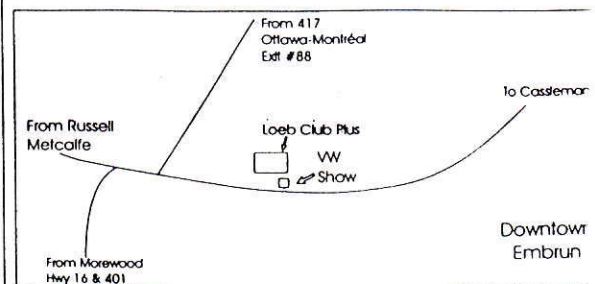 From 417
Ottawa-Montréal
Exit #88
To Casselman
From Russell
Metcalfe
Loeb Club Plus
VW
Show
Downtown
Embrun
From Morewood
Hwy 16 & 401